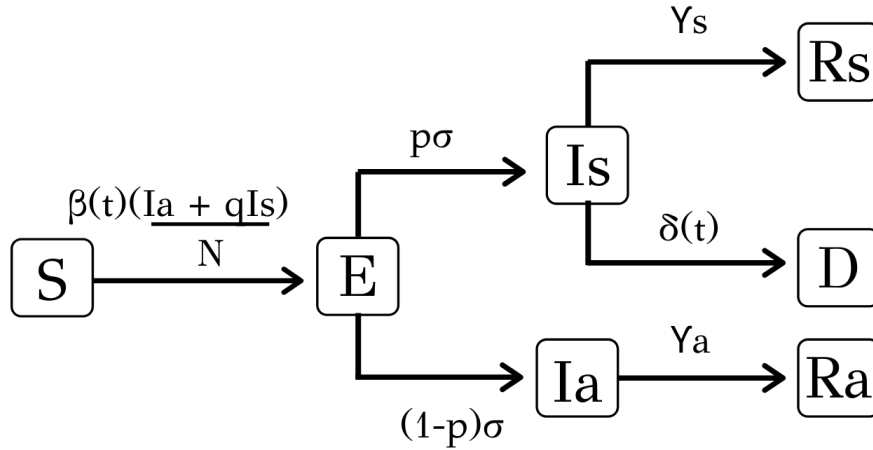 γs
Rs
pσ
Is
β(t)(Ia + qIs)
N
δ(t)
S
E
D
γa
Ia
Ra
(1-p)σ